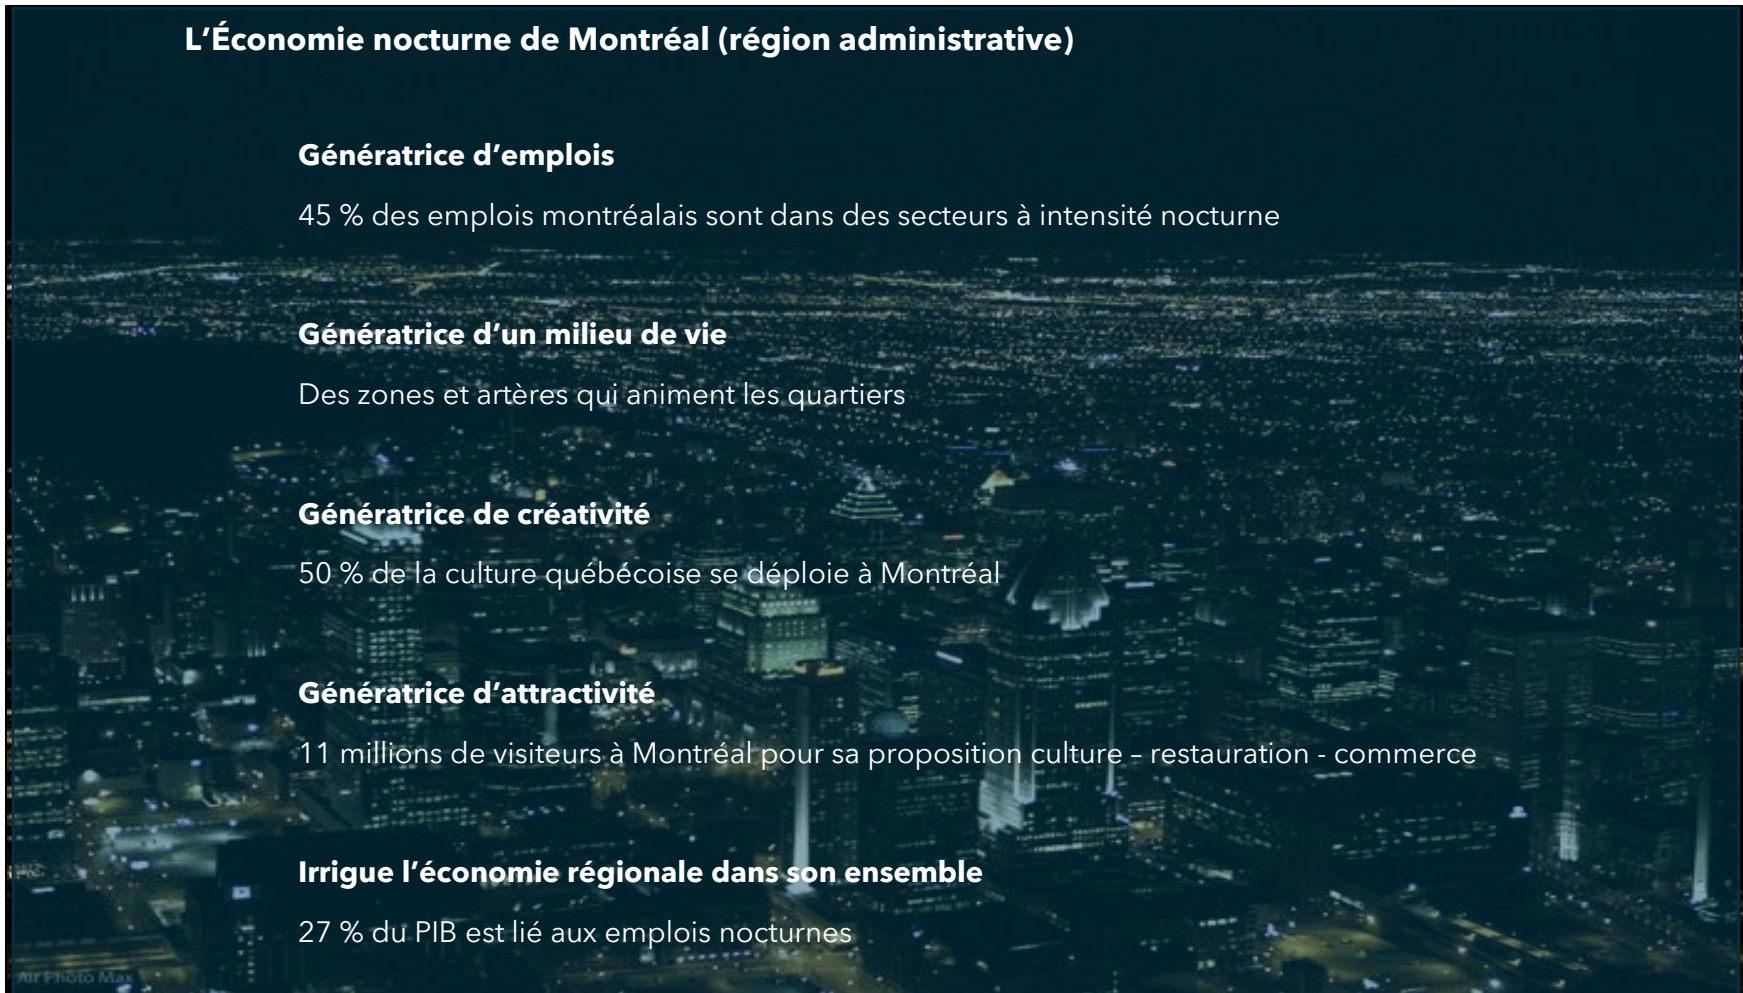 L’Économie nocturne de Montréal (région administrative)
Génératrice d’emplois
45 % des emplois montréalais sont dans des secteurs à intensité nocturne
Génératrice d’un milieu de vie
Des zones et artères qui animent les quartiers
Génératrice de créativité
50 % de la culture québécoise se déploie à Montréal
Génératrice d’attractivité
11 millions de visiteurs à Montréal pour sa proposition culture – restauration - commerce
Irrigue l’économie régionale dans son ensemble
27 % du PIB est lié aux emplois nocturnes
Air Photo Max